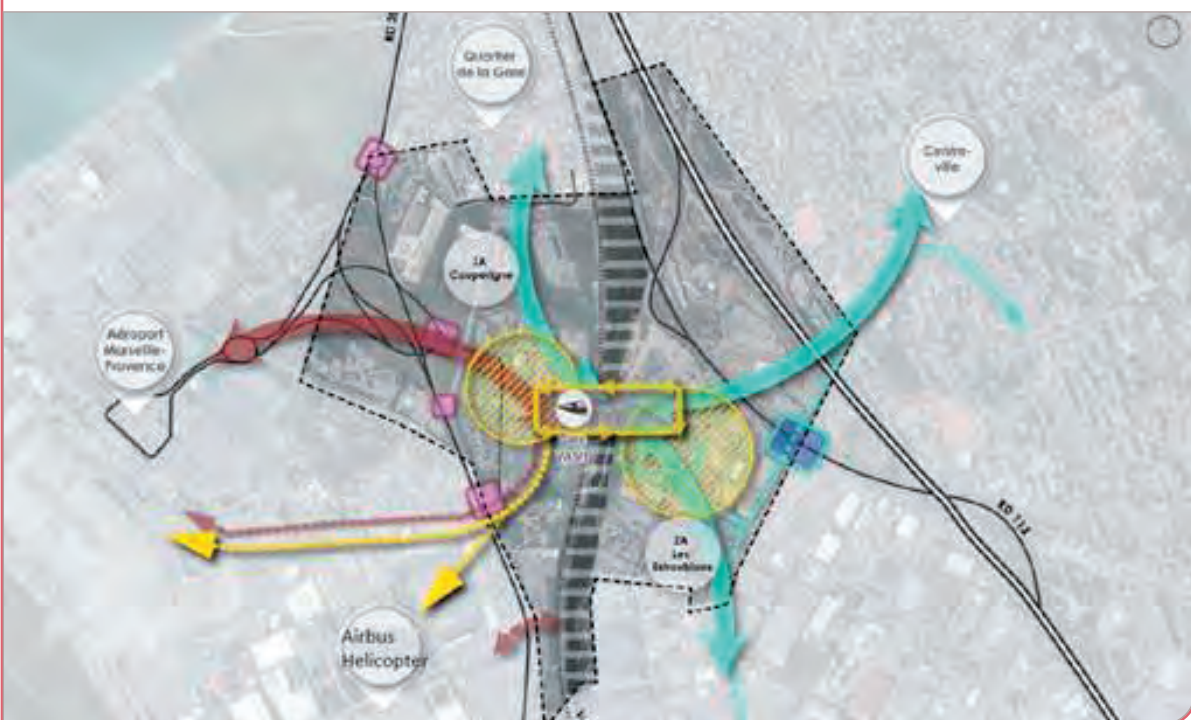 Quartier
de la Gare
Centre-
ville
ZA
Couperigne
Aéroport
Marseille-
Provence
ZA
Les
Estroublans
RD 113
Airbus
Helicopter